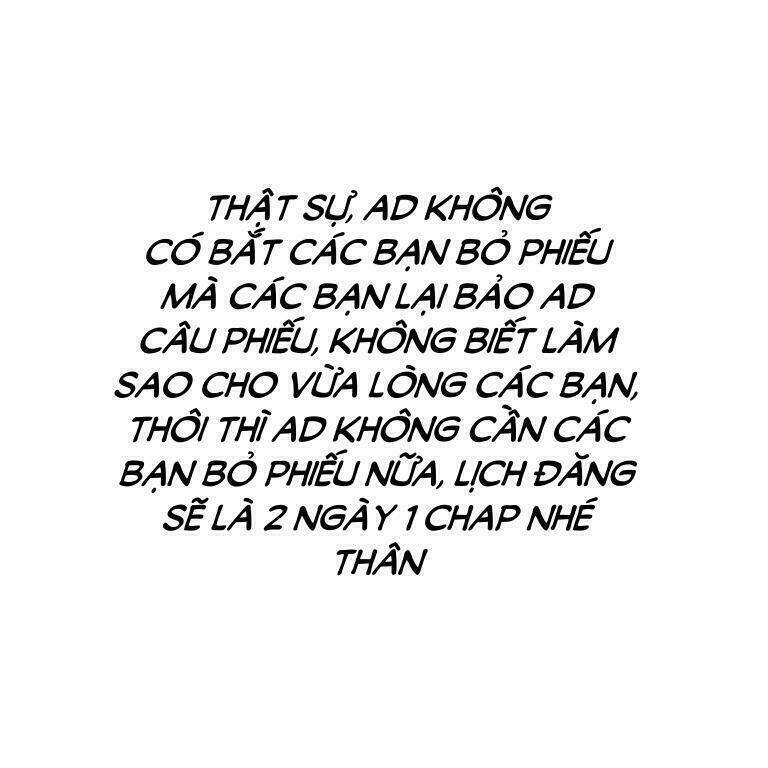 THẬT SỰ, AD KHÔNG
CÓ BẮT CÁC BẠN BỎ PHIẾU
MÀ CÁC BẠN LẠI BẢO AD
CÂU PHIẾU, KHÔNG BIẾT LÀM
SAO CHO VỪA LÒNG CÁC BẠN,
THÔI THÌ AD KHÔNG CẦN CÁC
BẠN BỎ PHIẾU NỮA, LỊCH ĐĂNG
SẼ LÀ 2 NGÀY 1 CHAP NHÉ
THÂN